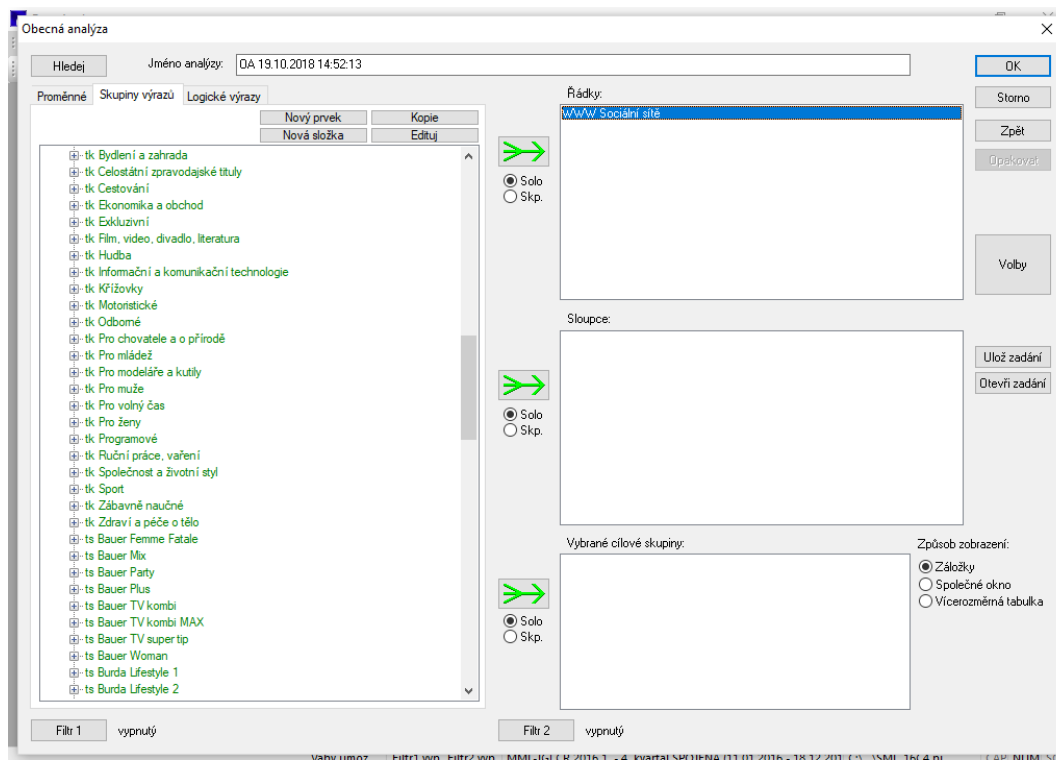 Obecná analýza
Hledej
Jméno analýzy:
OA 19.10.2018 14:52:13
OK
Proměnné
Skupiny výrazů
Logické výrazy
Řádky:
Storno
Nový prvek
Kopie
WWW Sociální sítě
Nová složka
Edituj
Zpět
Opakovat
tk Bydlení a zahrada
tk Celostátní zpravodajské tituly
tk Cestování
tk Ekonomika a obchod
tk Exkluzivní
tk Film, video, divadlo, literatura
tk Hudba
tk Informační a komunikační technologie
tk Křížovky
tk Motoristické
tk Odborné
tk Pro chovatele a o přírodě
tk Pro mládež
tk Pro modeláře a kutily
tk Pro muže
tk Pro volný čas
tk Pro ženy
tk Programové
tk Ruční práce, vaření
tk Společnost a životní styl
tk Sport
tk Zábavně naučné
tk Zdraví a péče o tělo
ts Bauer Femme Fatale
ts Bauer Mix
ts Bauer Party
ts Bauer Plus
ts Bauer TV kombi
ts Bauer TV kombi MAX
ts Bauer TV super tip
ts Bauer Woman
ts Burda Lifestyle 1
ts Burda Lifestyle 2
Solo
Skp.
Volby
Sloupce:
Solo
Skp.
Ulož zadání
Otevři zadání
Vybrané cílové skupiny:
Solo
Skp.
Způsob zobrazení:
Záložky
Společné okno
Vícerozměrná tabulka
Filtr 1
vypnutý
Filtr 2
vypnutý